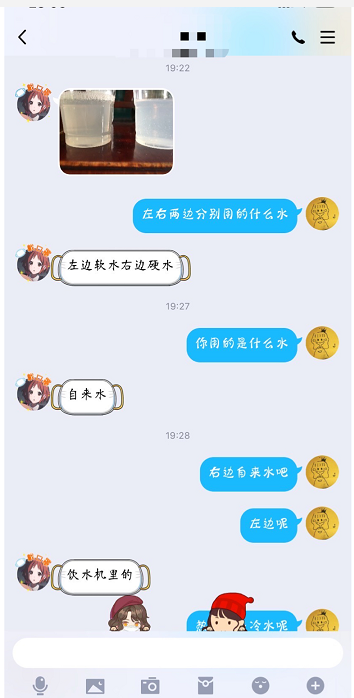 19:22
左右两边分别用的什么水
左边软水右边硬水
19:27
你用的是什么水
自来水
19:28
右边自来水吧
左边呢
饮水机里的
冷水呢